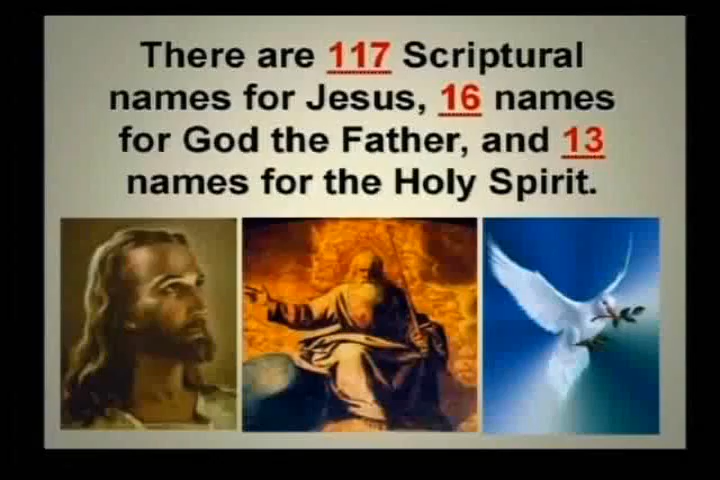 There are 117 Scriptural
names for Jesus, 16 names
for God the Father, and 13
names for the Holy Spirit.